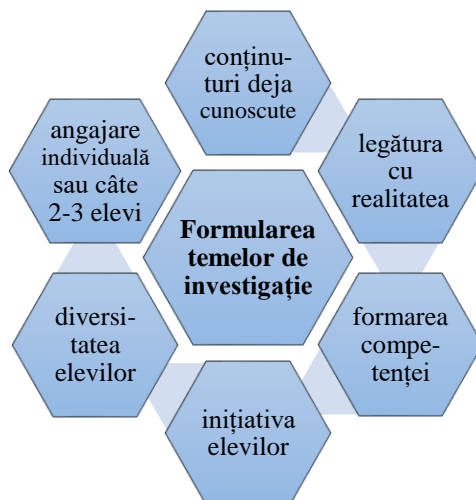 conținu-
turi deja
cunoscute
legătura
cu
realitatea
formarea
compe-
tenței
inițiativa
elevilor
diversi-
tatea
elevilor
angajare
individuală
sau câte
2-3 elevi
Formularea
temelor de
investigație